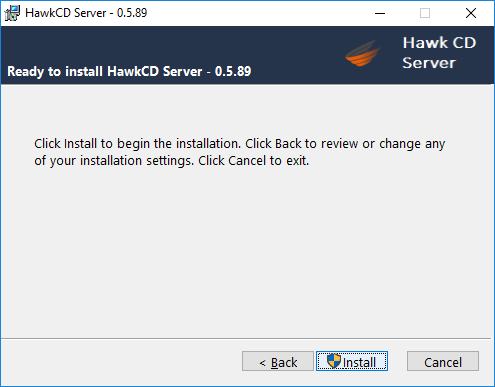 HawkCD Server - 0.5.89
Hawk CD
Server
Ready to install HawkCD Server - 0.5.89
Click Install to begin the installation. Click Back to review or change any
of your installation settings. Click Cancel to exit.
< Back
Install
Cancel